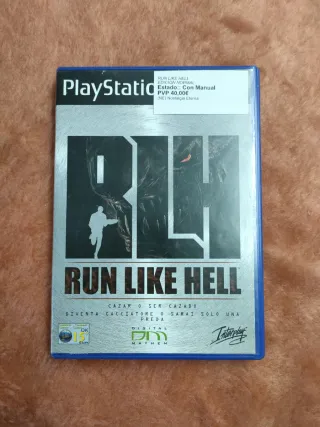 PlayStation
RUN LIKE HELL
Estado:: Con Manual
PVP 40,00€
RLH
RUN LIKE HELL
CAZAR O SER CAZADO
DIVENTA CACCIATORE O SARAI SOLO UNA
PREDA
DIGITAL
DM
MAYHEM
Interplay